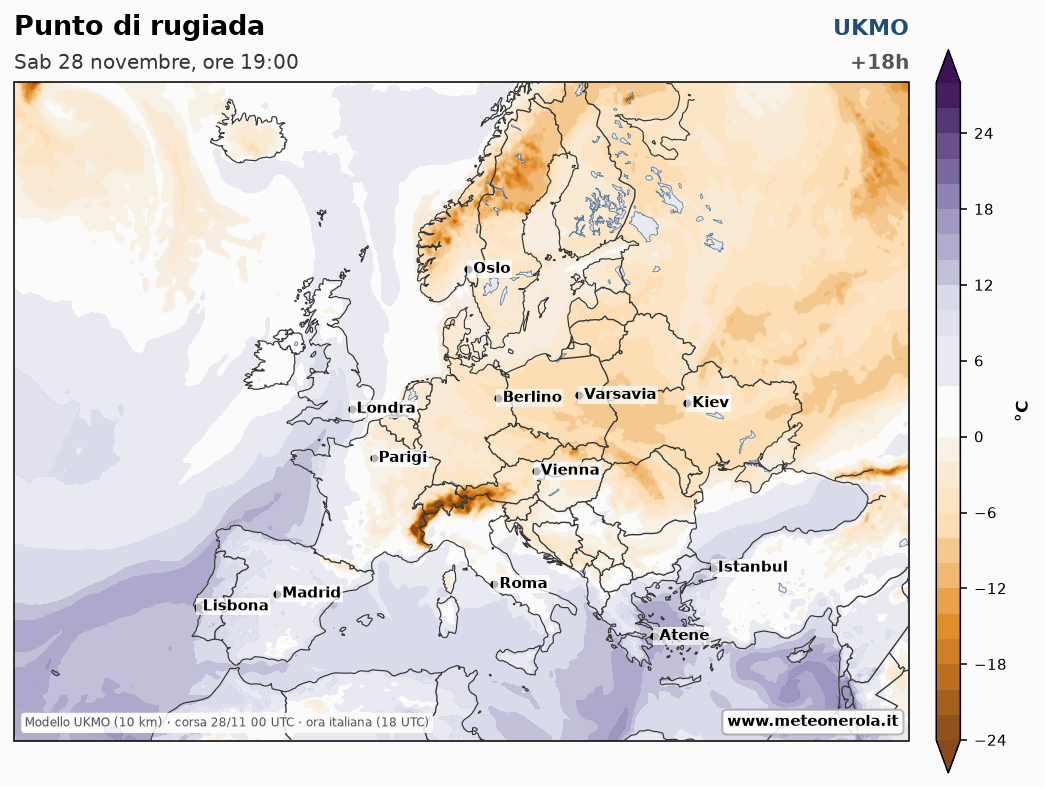 Punto di rugiada
UKMO
Sab 28 novembre, ore 19:00
+18h
24
18
12
6
0
−6
−12
−18
−24
°C
Oslo
Londra
Berlino
Varsavia
Kiev
Parigi
Vienna
Istanbul
Roma
Madrid
Lisbona
Atene
Modello UKMO (10 km) · corsa 28/11 00 UTC · ora italiana (18 UTC)
www.meteonerola.it